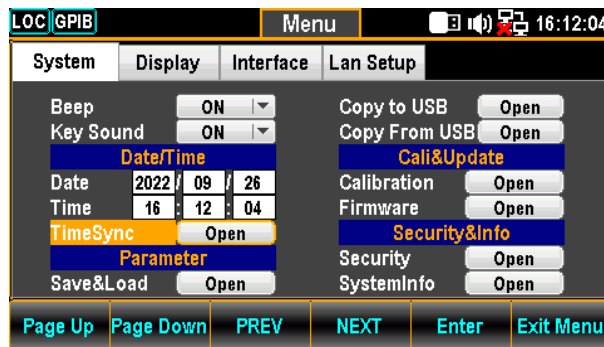 LOC GPIB Menu 16:12:04
System Display Interface Lan Setup
Beep ON Copy to USB Open
Key Sound ON Copy From USB Open
Date/Time Cali&Update
Date 2022 / 09 / 26 Calibration Open
Time 16 : 12 : 04 Firmware Open
TimeSync Open Security&Info
Parameter Security Open
Save&Load Open SystemInfo Open
Page Up Page Down PREV NEXT Enter Exit Menu